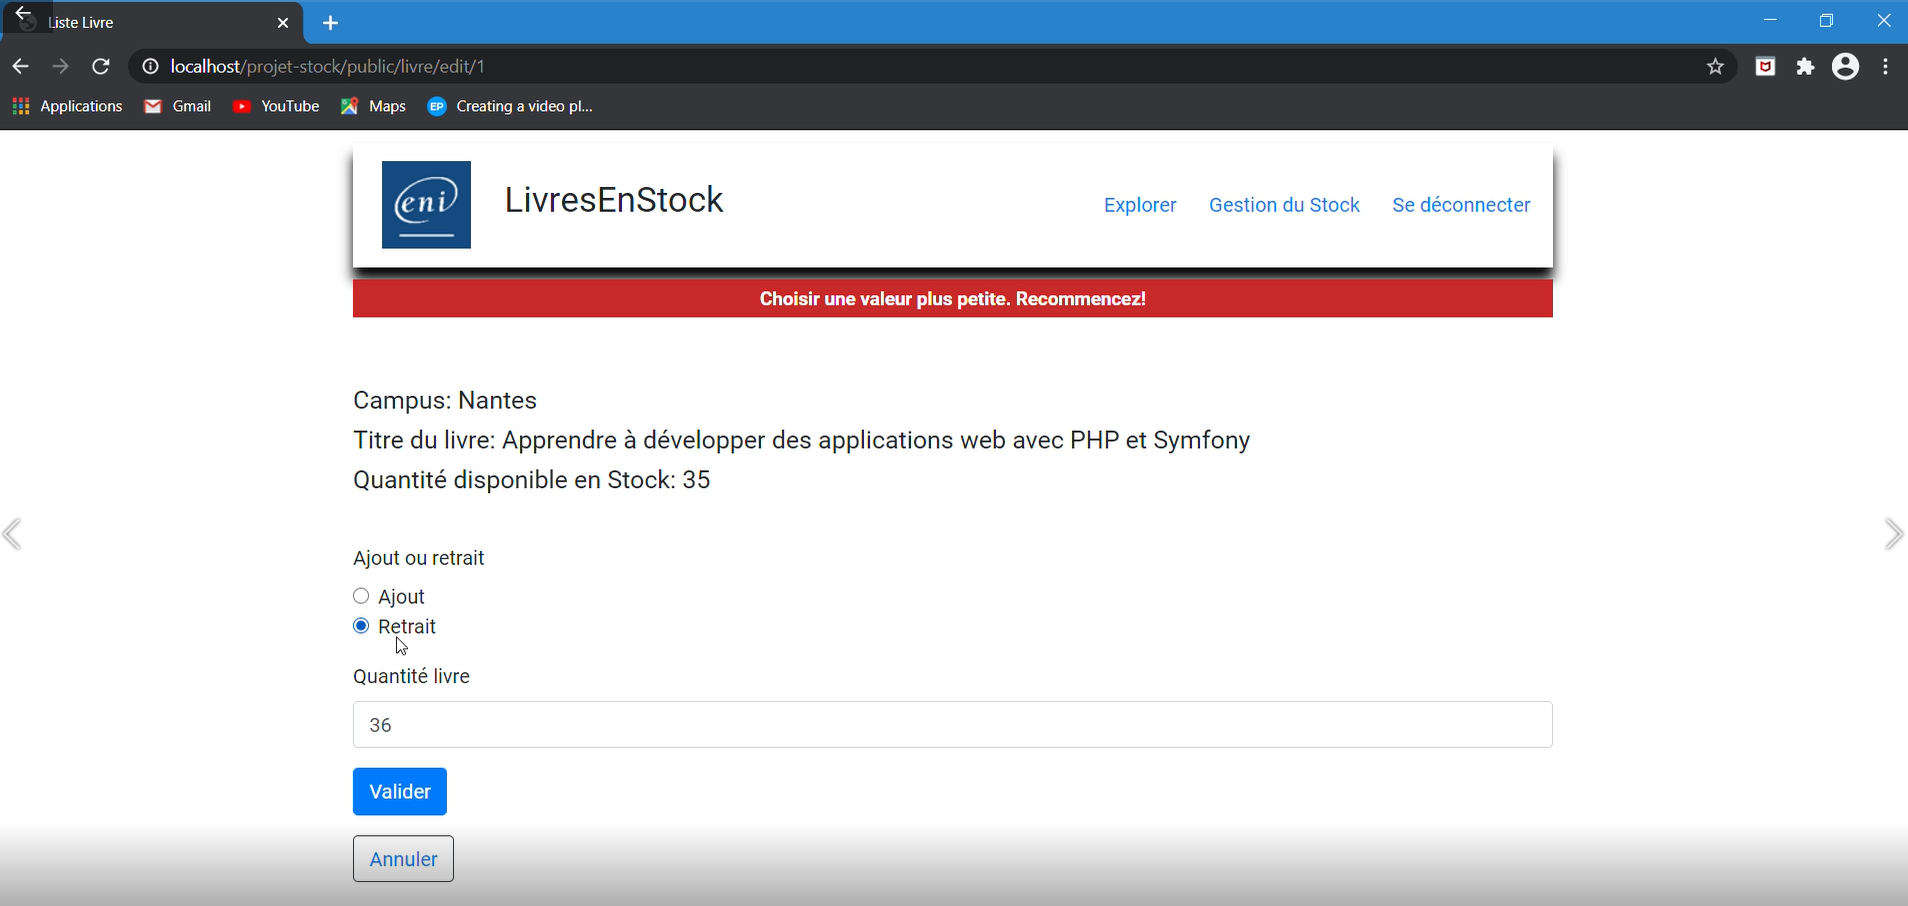 Liste Livre
localhost/projet-stock/public/livre/edit/1
Applications Gmail YouTube Maps EP Creating a video pl...
eni LivresEnStock Explorer Gestion du Stock Se déconnecter
Choisir une valeur plus petite. Recommencez!
Campus: Nantes
Titre du livre: Apprendre à développer des applications web avec PHP et Symfony
Quantité disponible en Stock: 35
Ajout ou retrait
Ajout
Retrait
Quantité livre
36
Valider
Annuler